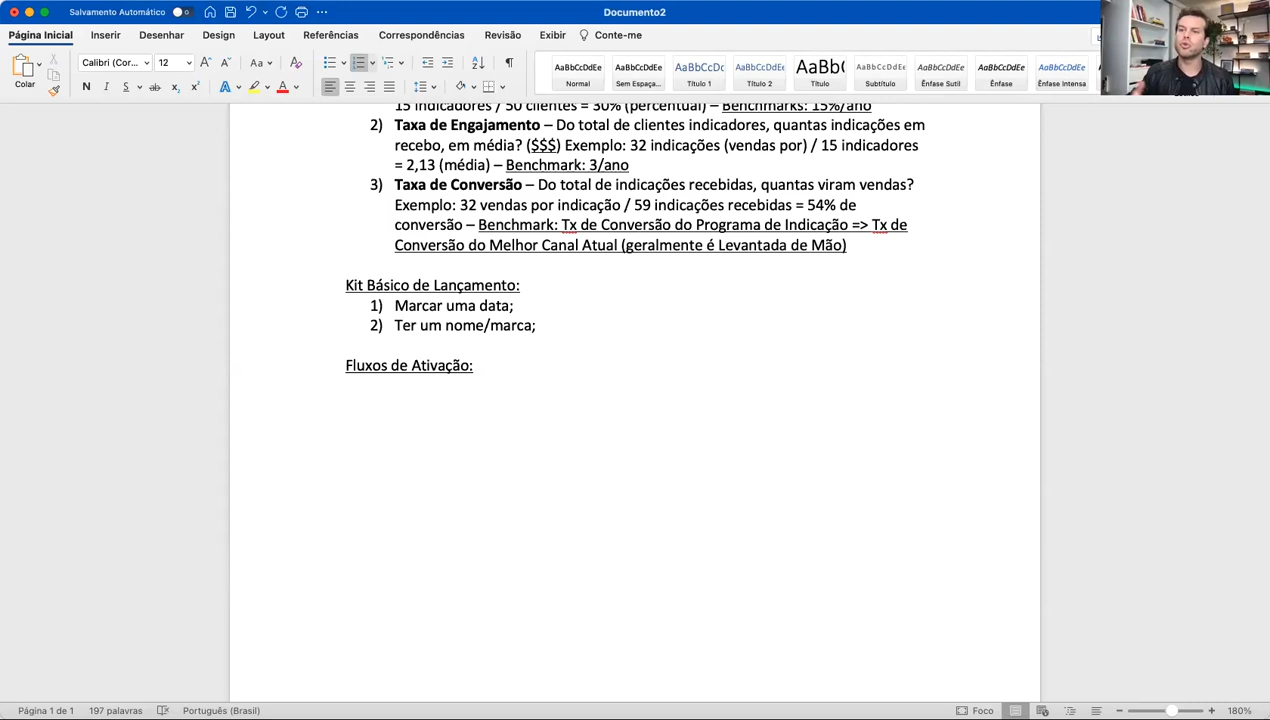 Salvamento Automático
Documento2
Página Inicial
Inserir
Desenhar
Design
Layout
Referências
Correspondências
Revisão
Exibir
Conte-me
Colar
Calibri (Cor...
12
Aa
N
I
S
ab
x₂
x²
A
AaBbCcDdEe
Normal
AaBbCcDdEe
Sem Espaça...
AaBbCcDc
Título 1
AaBbCcDdEe
Título 2
AaBb(
Título
AaBbCcDdEe
Subtítulo
AaBbCcDdEe
Ênfase Sutil
AaBbCcDdEe
Ênfase
AaBbCcDdEe
Ênfase Intensa
15 indicadores / 50 clientes = 30% (percentual) – Benchmarks: 15%/ano
2) Taxa de Engajamento – Do total de clientes indicadores, quantas indicações em
recebo, em média? ($$$) Exemplo: 32 indicações (vendas por) / 15 indicadores
= 2,13 (média) – Benchmark: 3/ano
3) Taxa de Conversão – Do total de indicações recebidas, quantas viram vendas?
Exemplo: 32 vendas por indicação / 59 indicações recebidas = 54% de
conversão – Benchmark: Tx de Conversão do Programa de Indicação => Tx de
Conversão do Melhor Canal Atual (geralmente é Levantada de Mão)
Kit Básico de Lançamento:
1) Marcar uma data;
2) Ter um nome/marca;
Fluxos de Ativação:
Página 1 de 1
197 palavras
Português (Brasil)
Foco
180%